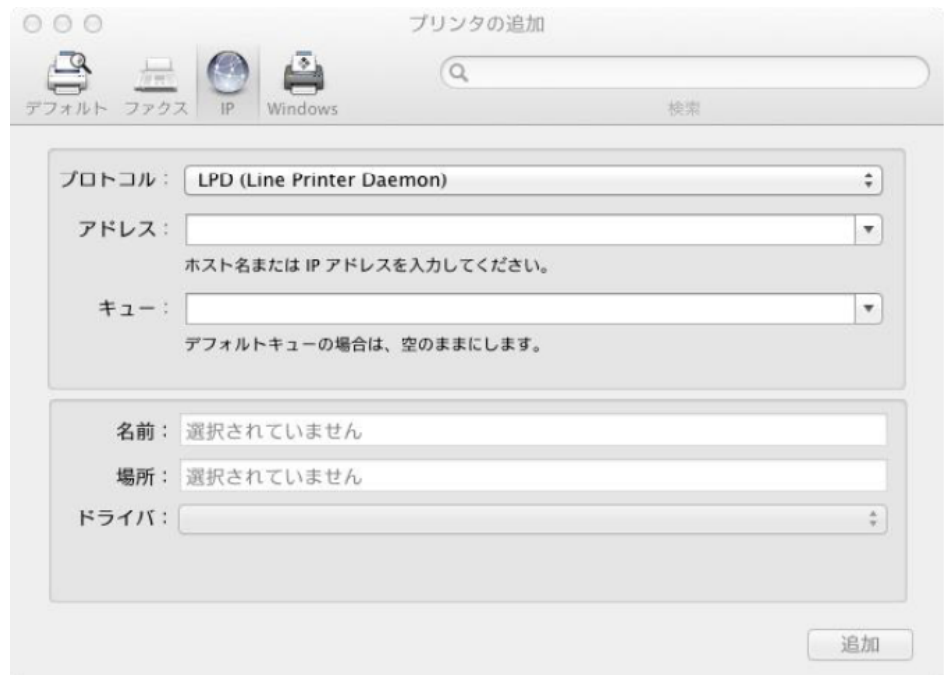 プリンタの追加
デフォルト ファクス IP Windows
検索
プロトコル： LPD (Line Printer Daemon)
アドレス：
ホスト名または IP アドレスを入力してください。
キュー：
デフォルトキューの場合は、空のままにします。
名前： 選択されていません
場所： 選択されていません
ドライバ：
追加